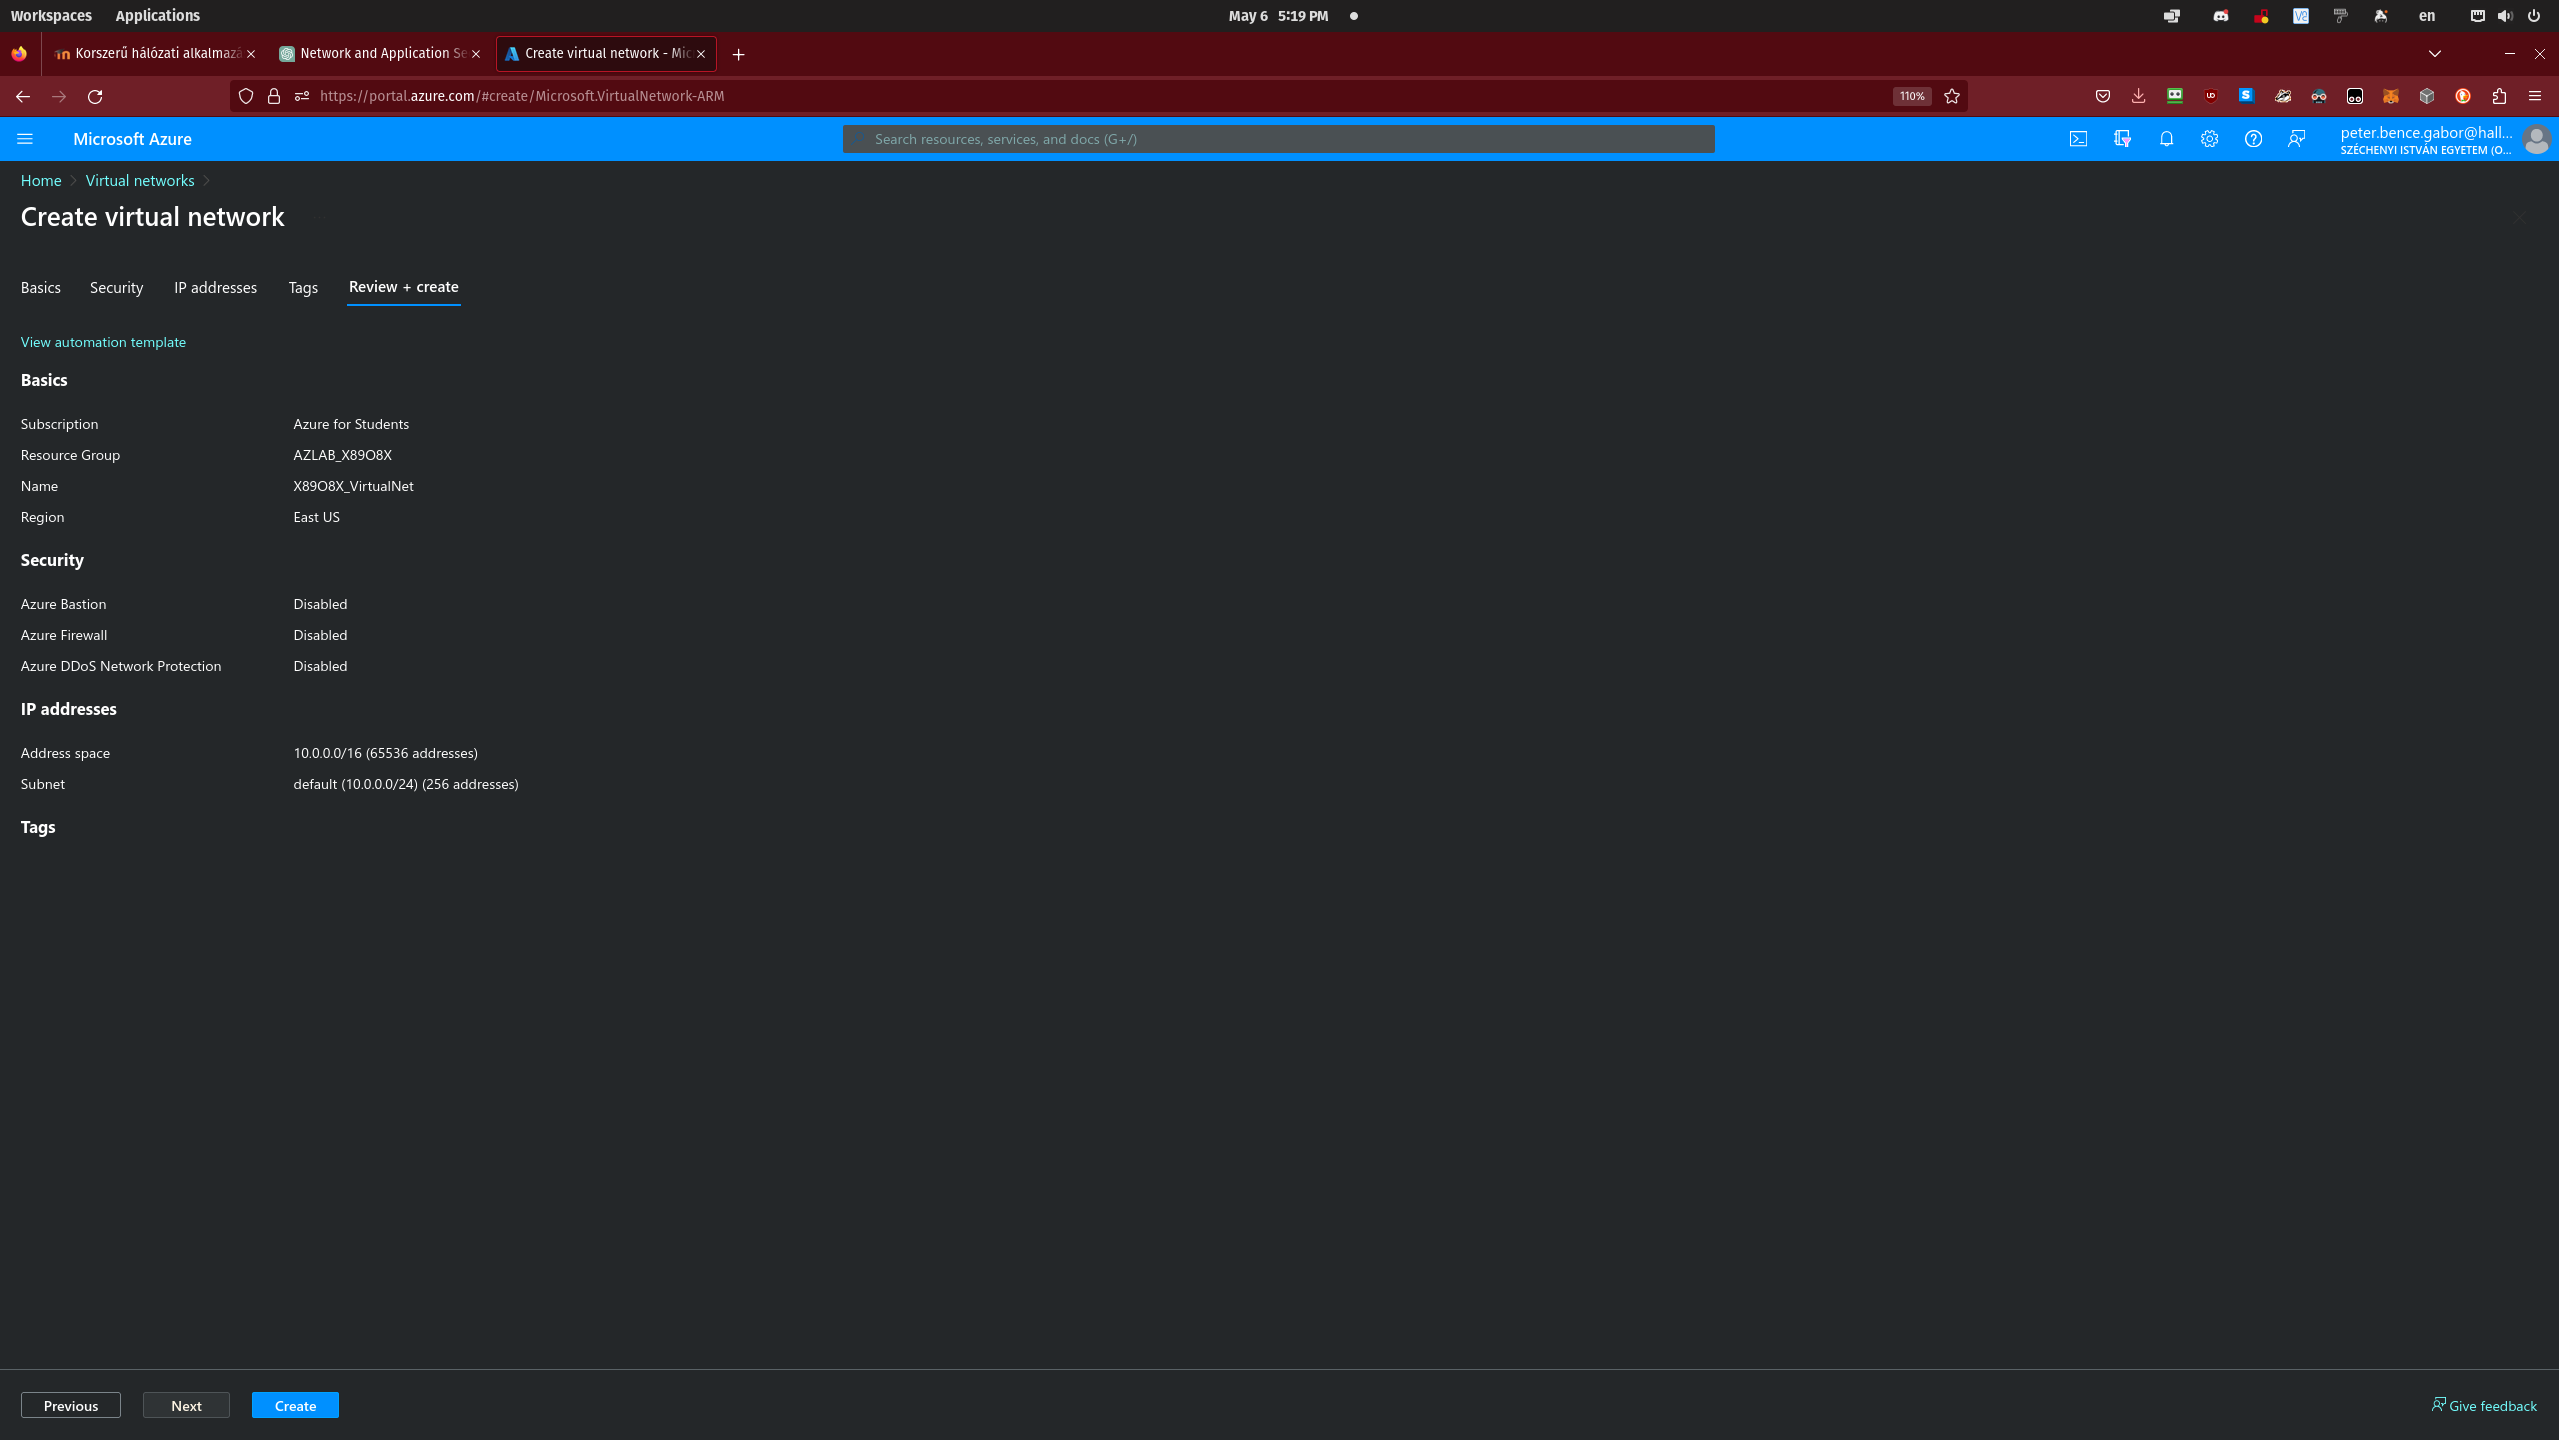 Workspaces Applications May 6 5:19 PM en
Korszerű hálózati alkalmazá Network and Application Se Create virtual network - Mic
https://portal.azure.com/#create/Microsoft.VirtualNetwork-ARM 110%
Microsoft Azure Search resources, services, and docs (G+/) peter.bence.gabor@hall...
SZÉCHENYI ISTVÁN EGYETEM (O...
Home Virtual networks
Create virtual network
Basics Security IP addresses Tags Review + create
View automation template
Basics
Subscription Azure for Students
Resource Group AZLAB_X89O8X
Name X89O8X_VirtualNet
Region East US
Security
Azure Bastion Disabled
Azure Firewall Disabled
Azure DDoS Network Protection Disabled
IP addresses
Address space 10.0.0.0/16 (65536 addresses)
Subnet default (10.0.0.0/24) (256 addresses)
Tags
Previous Next Create Give feedback